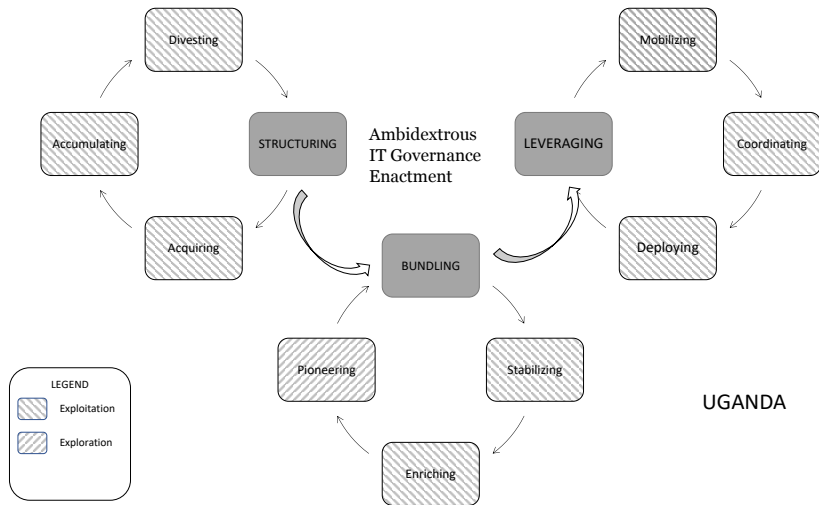 Divesting
Mobilizing
Accumulating
STRUCTURING
Ambidextrous
IT Governance
Enactment
LEVERAGING
Coordinating
Acquiring
BUNDLING
Deploying
Pioneering
Stabilizing
Enriching
LEGEND
Exploitation
Exploration
UGANDA